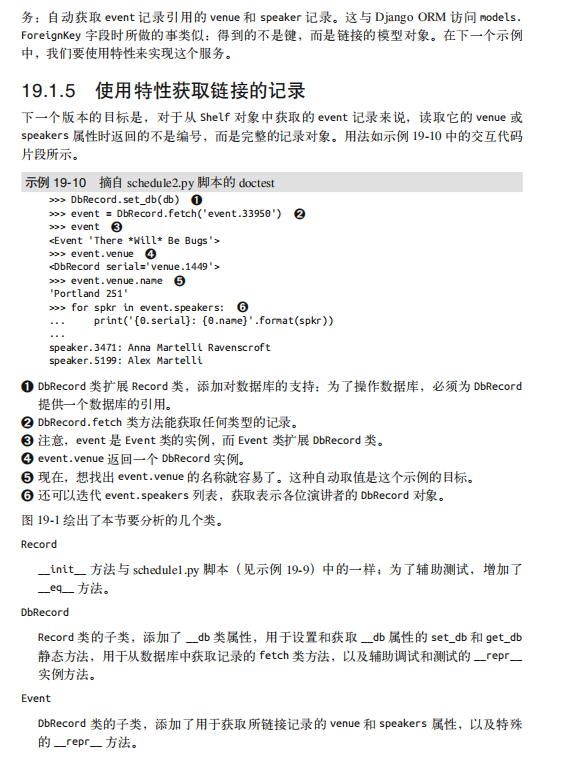 务：自动获取 event 记录引用的 venue 和 speaker 记录。这与 Django ORM 访问 models.
ForeignKey 字段时所做的事类似：得到的不是键，而是链接的模型对象。在下一个示例
中，我们要使用特性来实现这个服务。
19.1.5 使用特性获取链接的记录
下一个版本的目标是，对于从 Shelf 对象中获取的 event 记录来说，读取它的 venue 或
speakers 属性时返回的不是编号，而是完整的记录对象。用法如示例 19-10 中的交互代码
片段所示。
示例 19-10 摘自 schedule2.py 脚本的 doctest
>>> DbRecord.set_db(db) ❶
>>> event = DbRecord.fetch('event.33950') ❷
>>> event ❸
<Event 'There *Will* Be Bugs'>
>>> event.venue ❹
<DbRecord serial='venue.1449'>
>>> event.venue.name ❺
'Portland 251'
>>> for spkr in event.speakers: ❻
... print('{0.serial}: {0.name}'.format(spkr))
...
speaker.3471: Anna Martelli Ravenscroft
speaker.5199: Alex Martelli
❶ DbRecord 类扩展 Record 类，添加对数据库的支持：为了操作数据库，必须为 DbRecord
提供一个数据库的引用。
❷ DbRecord.fetch 类方法能获取任何类型的记录。
❸ 注意，event 是 Event 类的实例，而 Event 类扩展 DbRecord 类。
❹ event.venue 返回一个 DbRecord 实例。
❺ 现在，想找出 event.venue 的名称就容易了。这种自动取值是这个示例的目标。
❻ 还可以迭代 event.speakers 列表，获取表示各位演讲者的 DbRecord 对象。
图 19-1 绘出了本节要分析的几个类。
Record
__init__ 方法与 schedule1.py 脚本（见示例 19-9）中的一样；为了辅助测试，增加了
__eq__ 方法。
DbRecord
Record 类的子类，添加了 __db 类属性，用于设置和获取 __db 属性的 set_db 和 get_db
静态方法，用于从数据库中获取记录的 fetch 类方法，以及辅助调试和测试的 __repr__
实例方法。
Event
DbRecord 类的子类，添加了用于获取所链接记录的 venue 和 speakers 属性，以及特殊
的 __repr__ 方法。